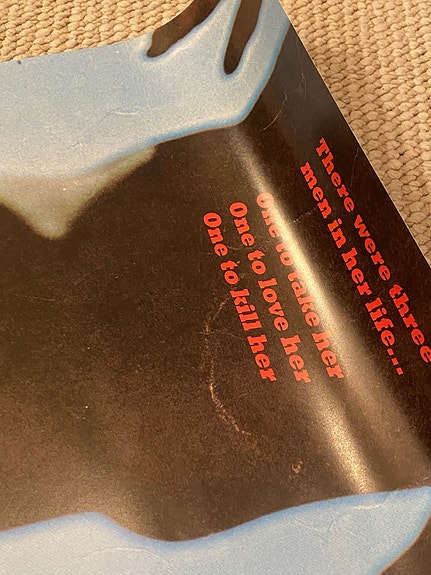 There were three
men in her life...
One to take her
One to love her
One to kill her